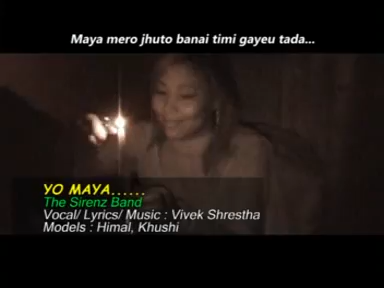 Maya mero jhuto banai timi gayeu tada...
YO MAYA......
The Sirenz Band
Vocal/ Lyrics/ Music : Vivek Shrestha
Models : Himal, Khushi